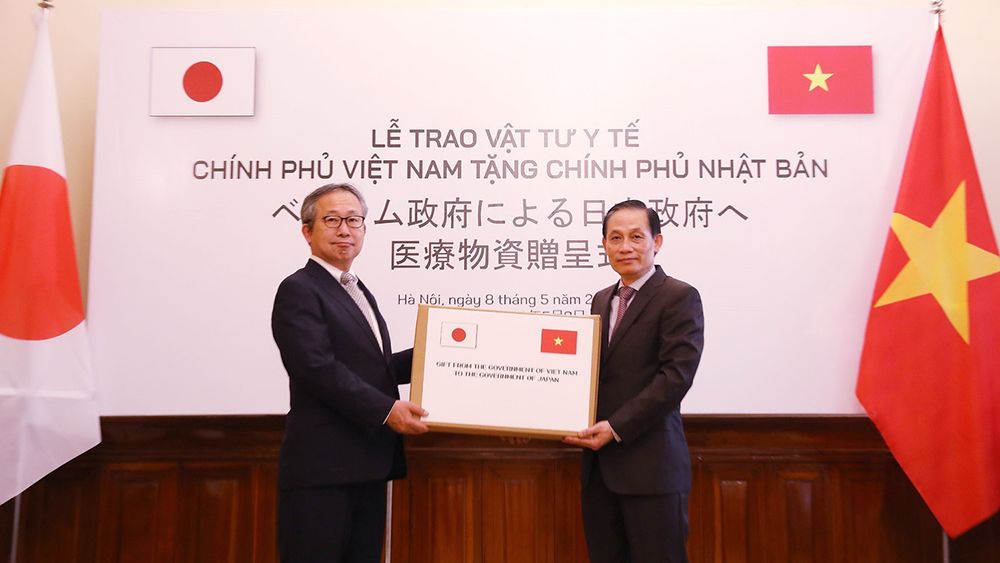 LỄ TRAO VẬT TƯ Y TẾ
CHÍNH PHỦ VIỆT NAM TẶNG CHÍNH PHỦ NHẬT BẢN
ベ ム政府による日 政府へ
医療物資贈呈
Hà Nội, ngày 8 tháng 5 năm
GIFT FROM THE GOVERNMENT OF VIET NAM
TO THE GOVERNMENT OF JAPAN